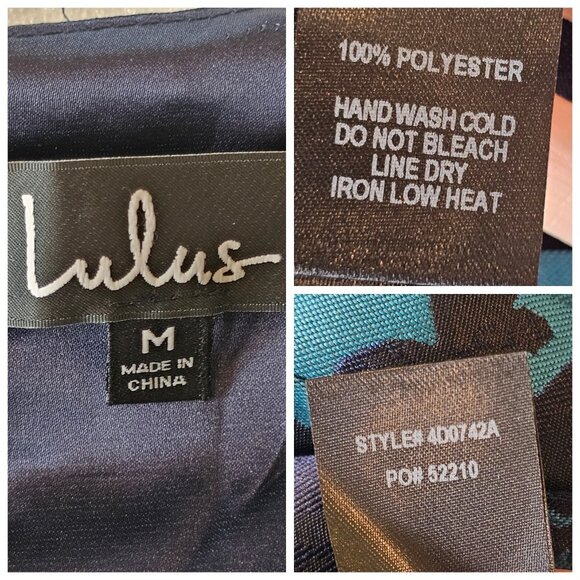 Lulus
M
MADE IN
CHINA
100% POLYESTER
HAND WASH COLD
DO NOT BLEACH
LINE DRY
IRON LOW HEAT
STYLE# 4D0742A
PO# 52210